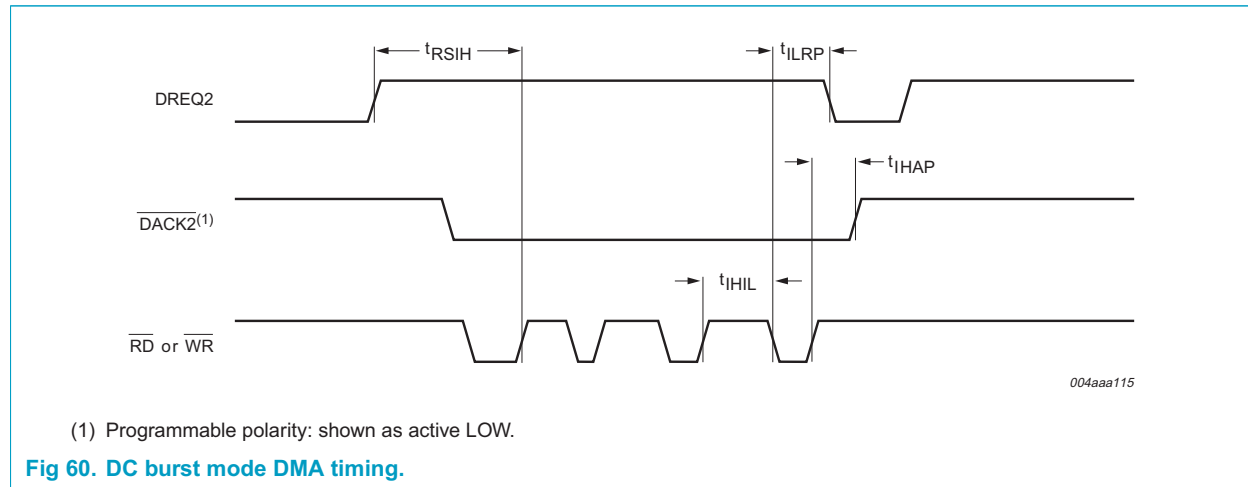 tRSIH
tILRP
DREQ2
tIHAP
DACK2(1)
tIHIL
RD or WR
004aaa115
(1) Programmable polarity: shown as active LOW.
Fig 60. DC burst mode DMA timing.